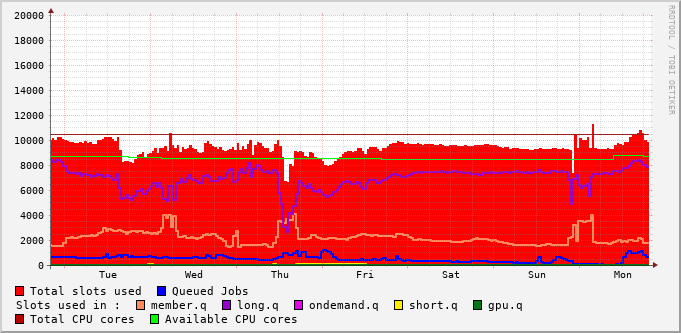 20000
18000
16000
14000
12000
10000
8000
6000
4000
2000
0
Tue Wed Thu Fri Sat Sun Mon
RRDTOOL / TOBI OETIKER
Total slots used Queued Jobs
Slots used in : member.q long.q ondemand.q short.q gpu.q
Total CPU cores Available CPU cores